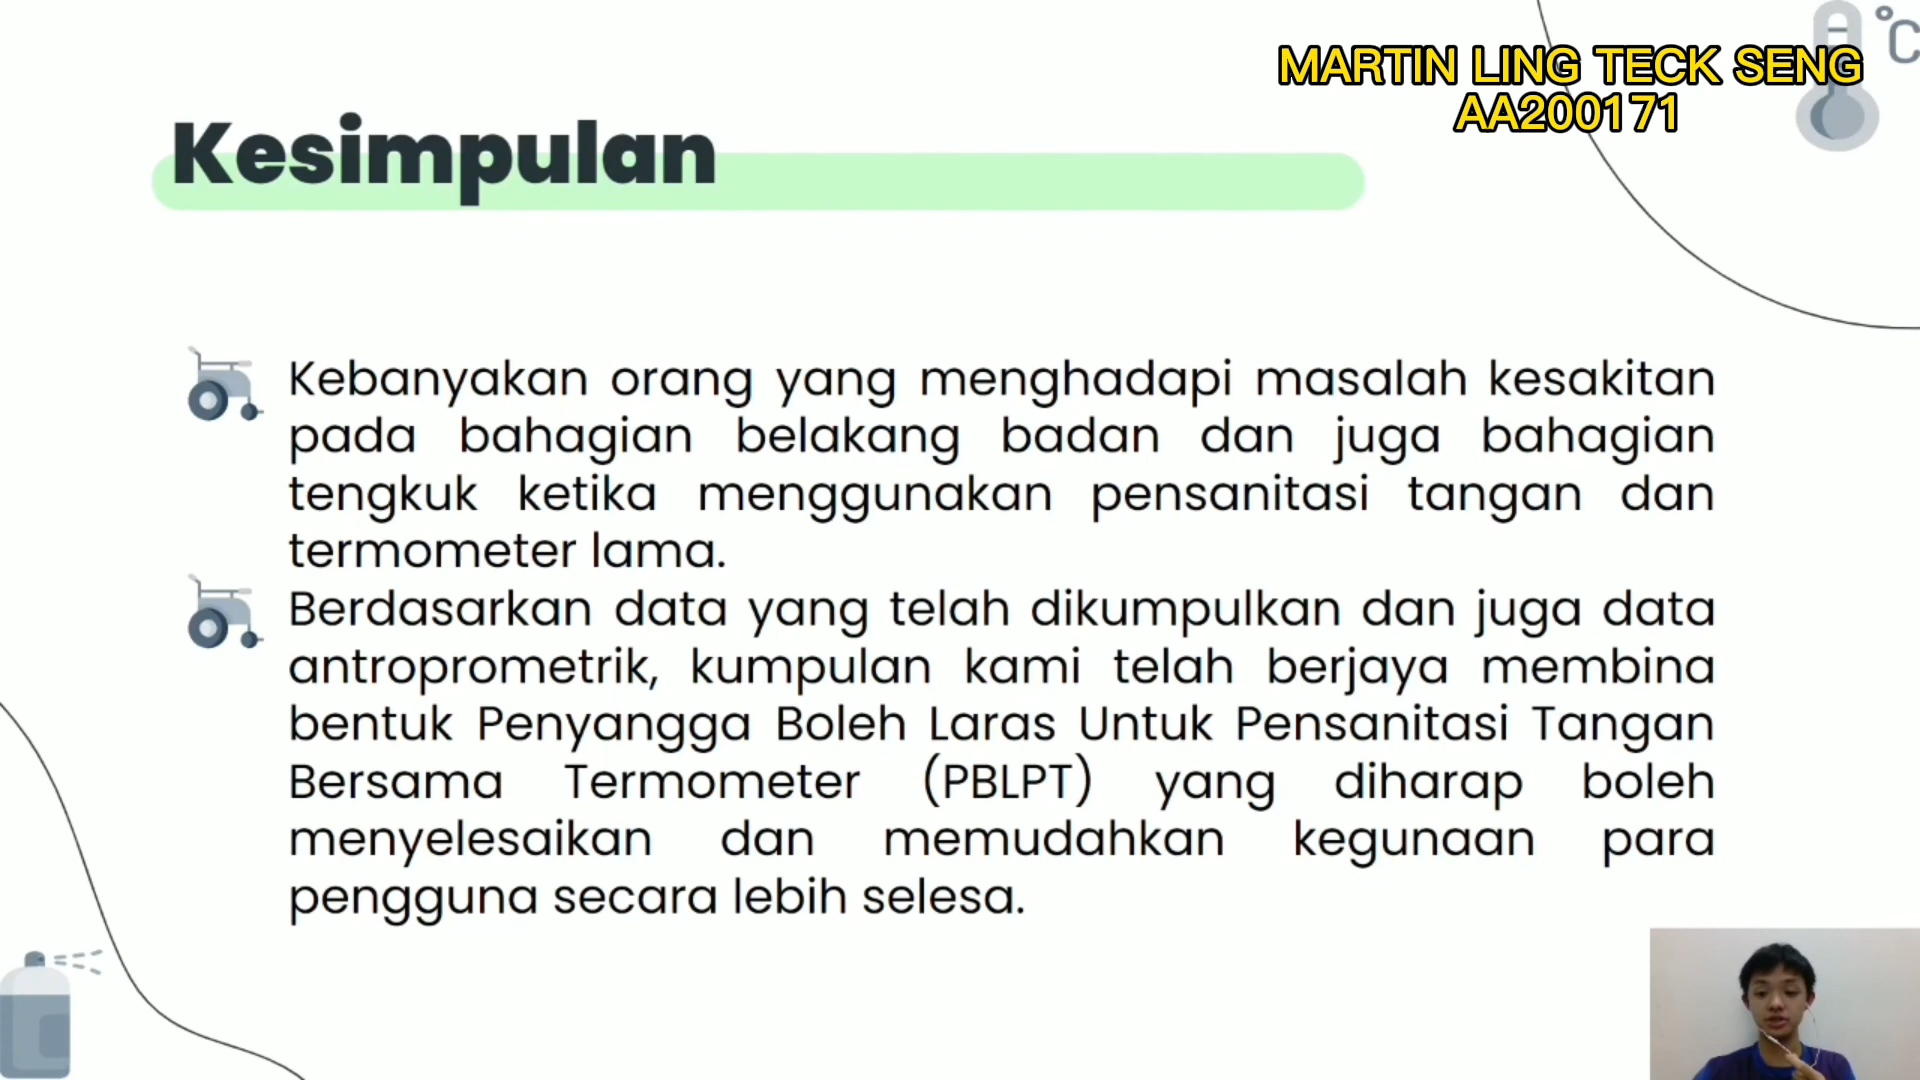 °C
MARTIN LING TECK SENG
AA200171
Kesimpulan
Kebanyakan orang yang menghadapi masalah kesakitan
pada bahagian belakang badan dan juga bahagian
tengkuk ketika menggunakan pensanitasi tangan dan
termometer lama.
Berdasarkan data yang telah dikumpulkan dan juga data
antroprometrik, kumpulan kami telah berjaya membina
bentuk Penyangga Boleh Laras Untuk Pensanitasi Tangan
Bersama Termometer (PBLPT) yang diharap boleh
menyelesaikan dan memudahkan kegunaan para
pengguna secara lebih selesa.